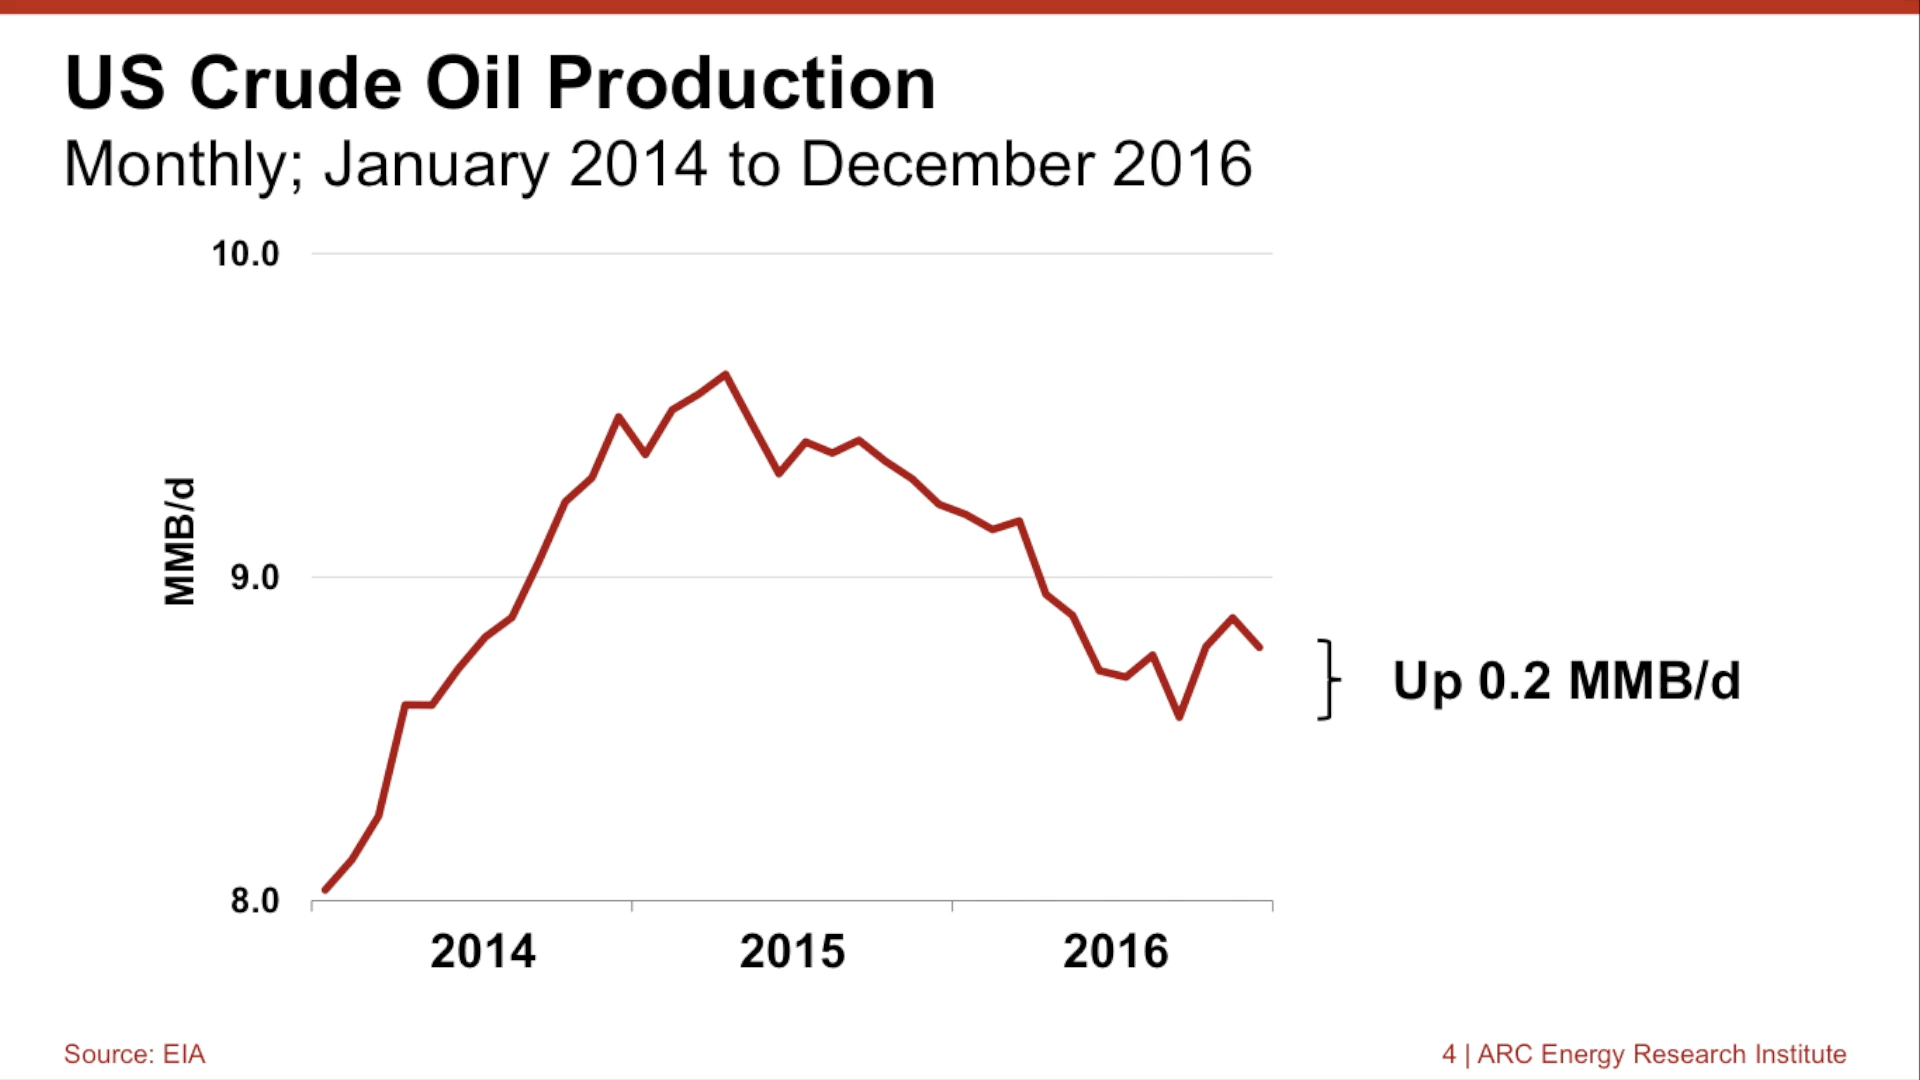 US Crude Oil Production
Monthly; January 2014 to December 2016
10.0
MMB/d
9.0
Up 0.2 MMB/d
8.0
2014 2015 2016
Source: EIA
4 | ARC Energy Research Institute